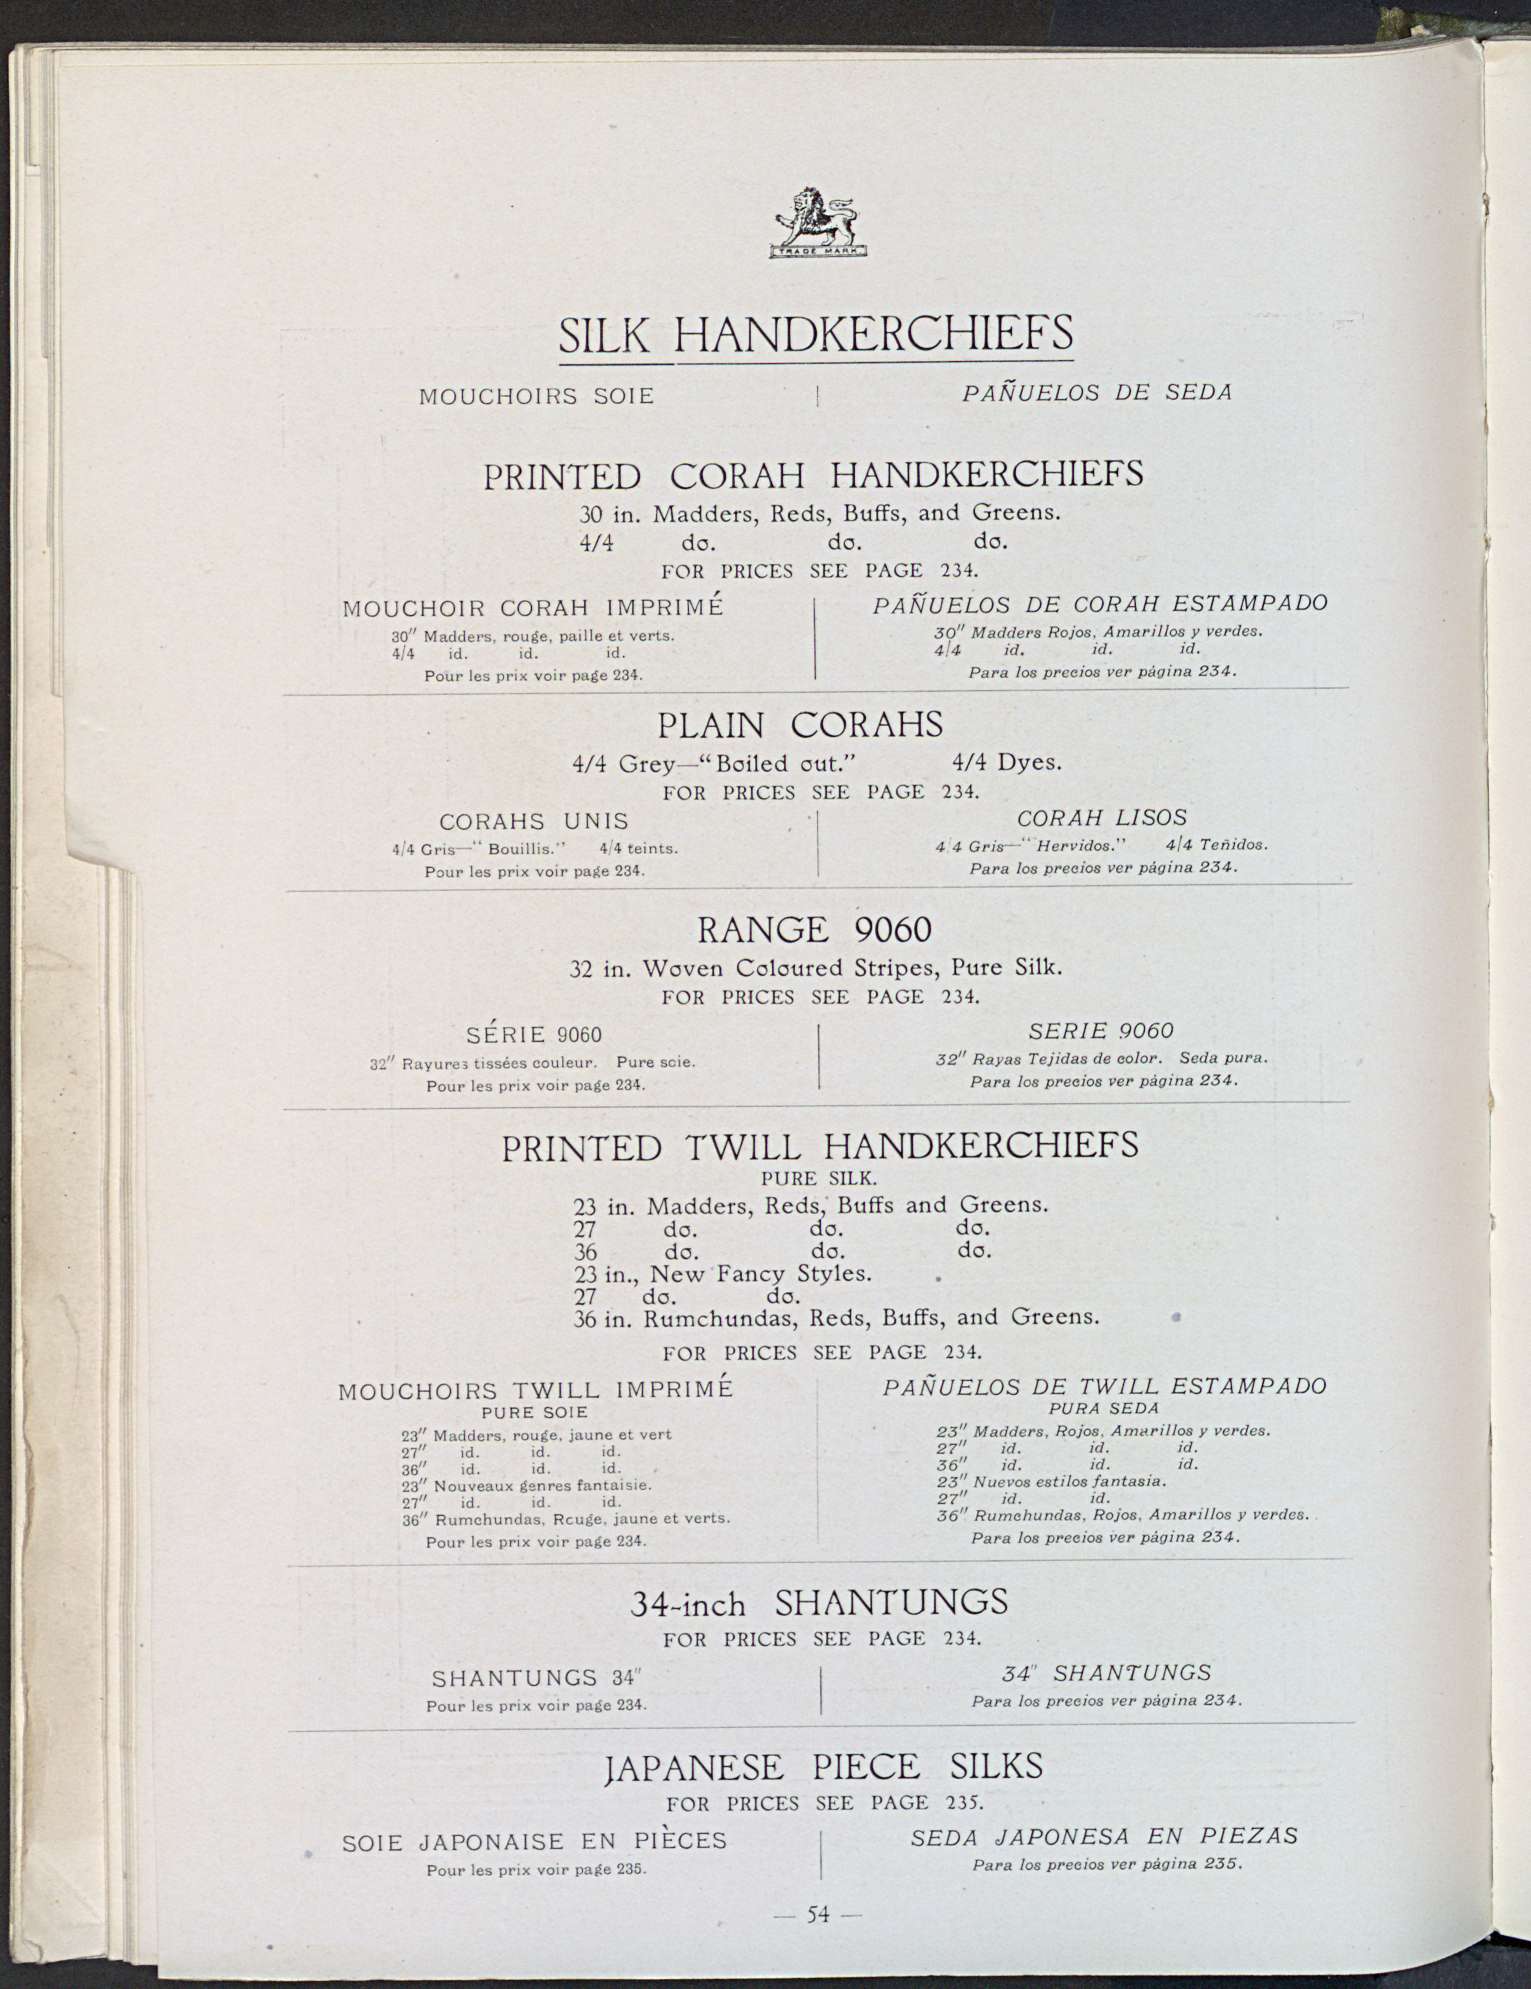 TRADE MARK
SILK HANDKERCHIEFS
MOUCHOIRS SOIE
PAÑUELOS DE SEDA
PRINTED CORAH HANDKERCHIEFS
30 in. Madders, Reds, Buffs, and Greens.
4/4 do. do. do.
FOR PRICES SEE PAGE 234.
MOUCHOIR CORAH IMPRIMÉ
30″ Madders, rouge, paille et verts.
4/4 id. id. id.
Pour les prix voir page 234.
PAÑUELOS DE CORAH ESTAMPADO
30″ Madders Rojos, Amarillos y verdes.
4/4 id. id. id.
Para los precios ver página 234.
PLAIN CORAHS
4/4 Grey—“Boiled out.” 4/4 Dyes.
FOR PRICES SEE PAGE 234.
CORAHS UNIS
4/4 Gris—“Bouillis.” 4/4 teints.
Pour les prix voir page 234.
CORAH LISOS
4/4 Gris—“Hervidos.” 4/4 Teñidos.
Para los precios ver página 234.
RANGE 9060
32 in. Woven Coloured Stripes, Pure Silk.
FOR PRICES SEE PAGE 234.
SÉRIE 9060
32″ Rayures tissées couleur. Pure soie.
Pour les prix voir page 234.
SERIE 9060
32″ Rayas Tejidas de color. Seda pura.
Para los precios ver página 234.
PRINTED TWILL HANDKERCHIEFS
PURE SILK.
23 in. Madders, Reds, Buffs and Greens.
27 do. do. do.
36 do. do. do.
23 in., New Fancy Styles.
27 do. do.
36 in. Rumchundas, Reds, Buffs, and Greens.
FOR PRICES SEE PAGE 234.
MOUCHOIRS TWILL IMPRIMÉ
PURE SOIE
23″ Madders, rouge, jaune et vert
27″ id. id. id.
36″ id. id. id.
23″ Nouveaux genres fantaisie.
27″ id. id. id.
36″ Rumchundas, Rouge, jaune et verts.
Pour les prix voir page 234.
PAÑUELOS DE TWILL ESTAMPADO
PURA SEDA
23″ Madders, Rojos, Amarillos y verdes.
27″ id. id. id.
36″ id. id. id.
23″ Nuevos estilos fantasia.
27″ id. id.
36″ Rumchundas, Rojos, Amarillos y verdes.
Para los precios ver página 234.
34-inch SHANTUNGS
FOR PRICES SEE PAGE 234.
SHANTUNGS 34″
Pour les prix voir page 234.
34″ SHANTUNGS
Para los precios ver página 234.
JAPANESE PIECE SILKS
FOR PRICES SEE PAGE 235.
SOIE JAPONAISE EN PIÈCES
Pour les prix voir page 235.
SEDA JAPONESA EN PIEZAS
Para los precios ver página 235.
— 54 —